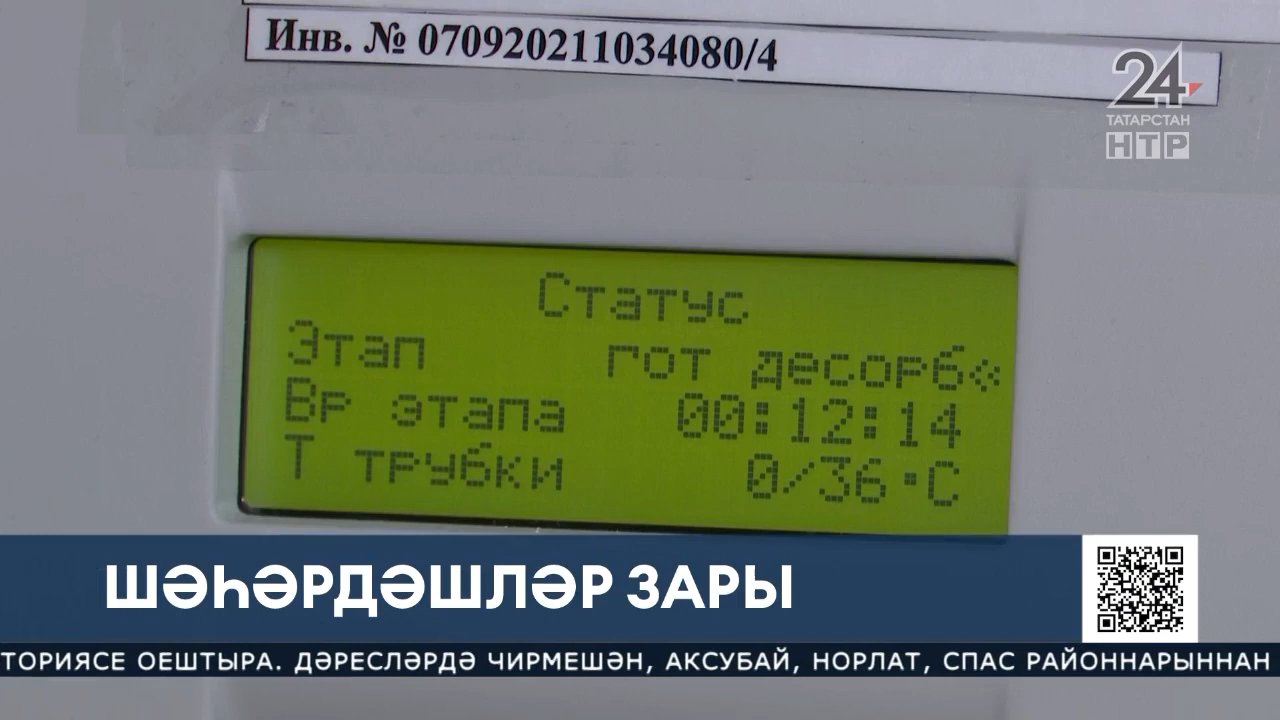 Инв. № 070920211034080/4
24
ТАТАРСТАН
НТР
Статус
Этап гот десорб«
Вр этапа 00:12:14
Т трубки 0/36°C
ШӘҺӘРДӘШЛӘР ЗАРЫ
ТОРИЯСЕ ОЕШТЫРА. ДӘРЕСЛӘРДӘ ЧИРМЕШӘН, АКСУБАЙ, НОРЛАТ, СПАС РАЙОННАРЫННАН